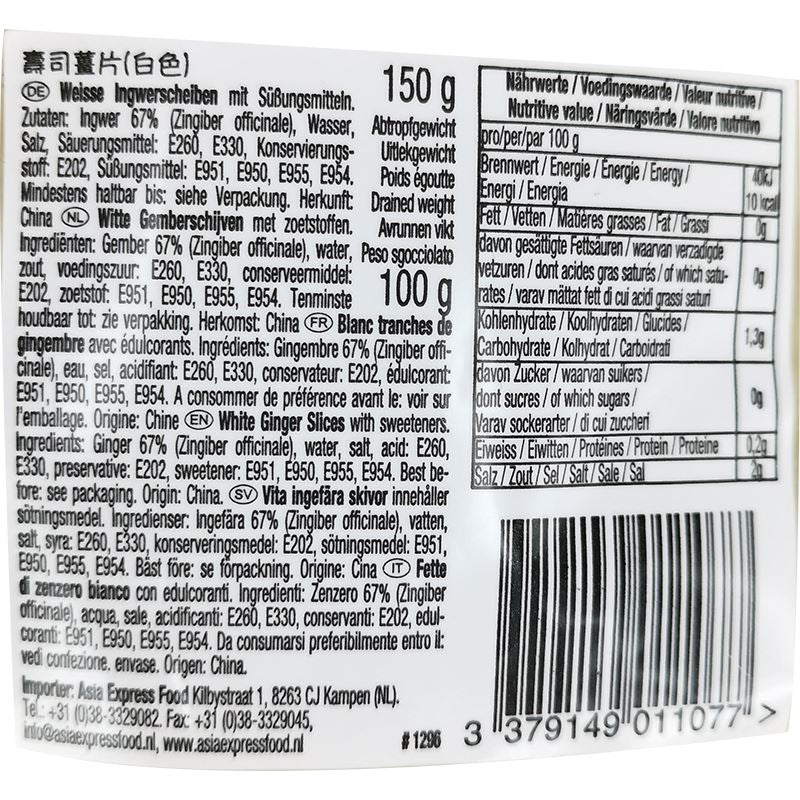 壽司薑片(白色)
DE Weisse Ingwerscheiben mit Süßungsmitteln.
Zutaten: Ingwer 67% (Zingiber officinale), Wasser,
Salz, Säuerungsmittel: E260, E330, Konservierungs-
stoff: E202, Süßungsmittel: E951, E950, E955, E954.
Mindestens haltbar bis: siehe Verpackung. Herkunft:
China NL Witte Gemberschijven met zoetstoffen.
Ingrediënten: Gember 67% (Zingiber officinale), water,
zout, voedingszuur: E260, E330, conserveermiddel:
E202, zoetstof: E951, E950, E955, E954. Tenminste
houdbaar tot: zie verpakking. Herkomst: China FR Blanc tranches de
gingembre avec édulcorants. Ingrédients: Gingembre 67% (Zingiber offi-
cinale), eau, sel, acidifiant: E260, E330, conservateur: E202, édulcorant:
E951, E950, E955, E954. A consommer de préférence avant le: voir sur
l'emballage. Origine: Chine EN White Ginger Slices with sweeteners.
Ingredients: Ginger 67% (Zingiber officinale), water, salt, acid: E260,
E330, preservative: E202, sweetener: E951, E950, E955, E954. Best be-
fore: see packaging. Origin: China. SV Vita ingefära skivor innehåller
sötningsmedel. Ingredienser: Ingefära 67% (Zingiber officinale), vatten,
salt, syra: E260, E330, konserveringsmedel: E202, sötningsmedel: E951,
E950, E955, E954. Bäst före: se förpackning. Origine: Cina IT Fette
di zenzero bianco con edulcoranti. Ingredienti: Zenzero 67% (Zingiber
officinale), acqua, sale, acidificanti: E260, E330, conservanti: E202, edul-
coranti: E951, E950, E955, E954. Da consumarsi preferibilmente entro il:
vedi confezione. envase. Origen: China.
Importer: Asia Express Food Kilbystraat 1, 8263 CJ Kampen (NL).
Tel.: +31 (0)38-3329082. Fax: +31 (0)38-3329045,
info@asiaexpressfood.nl, www.asiaexpressfood.nl
#1296
150 g
Abtropfgewicht
Uitlekgewicht
Poids égoutte
Drained weight
Avrunnen vikt
Peso sgocciolato
100 g
Nährwerte / Voedingswaarde / Valeur nutritive /
Nutritive value / Näringsvärde / Valore nutritivo
pro/per/par 100 g
Brennwert / Energie / Énergie / Energy / 40kJ
Energi / Energia 10 kcal
Fett / Vetten / Matières grasses / Fat / Grassi 0g
davon gesättigte Fettsäuren / waarvan verzadigde
vetzuren / dont acides gras saturés / of which satu- 0g
rates / varav mättat fett di cui acidi grassi saturi
Kohlenhydrate / Koolhydraten / Glucides /
Carbohydrate / Kolhydrat / Carboidrati 1,3g
davon Zucker / waarvan suikers /
dont sucres / of which sugars / 0g
Varav sockerarter / di cui zuccheri
Eiweiss / Eiwitten / Protéines / Protein / Proteine 0,2g
Salz / Zout / Sel / Salt / Sale / Sal 2g
3 379149 011077 >